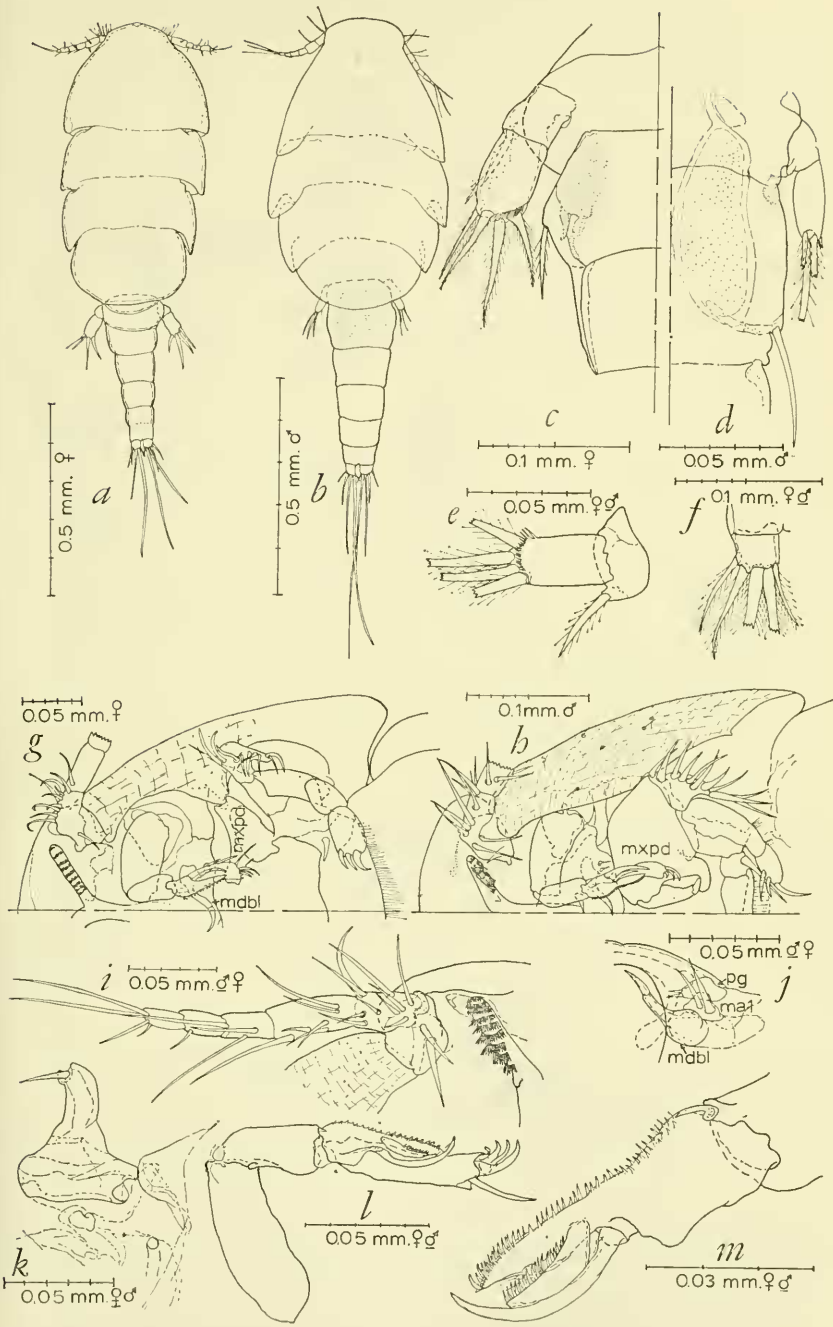 a
0.5 mm. ♀
b
0.5 mm. ♂
c
0.1 mm. ♀
d
0.05 mm. ♂
e
0.05 mm. ♀♂
f
0.1 mm. ♀♂
g
0.05 mm. ♀
mxpd
mdbl
h
0.1 mm. ♂
mxpd
i
0.05 mm. ♂♀
j
0.05 mm. ♀♂
pg
ma1
mdbl
k
0.05 mm. ♀♂
l
0.05 mm. ♀♂
m
0.03 mm. ♀♂